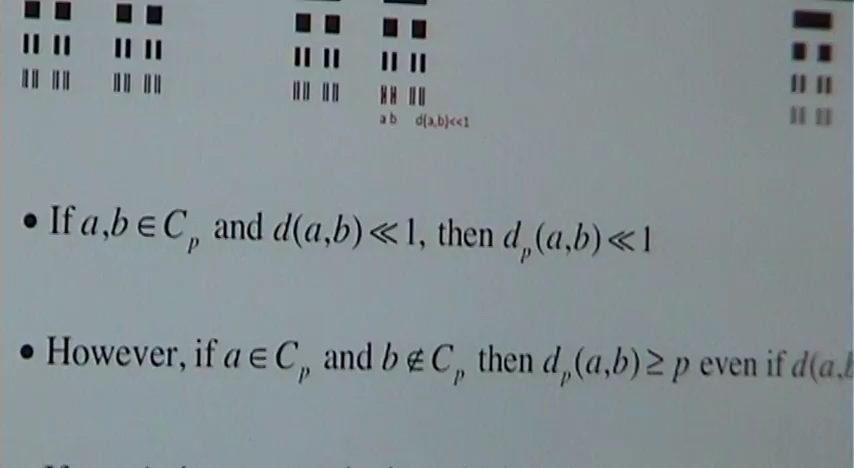 a b d(a,b)<<1
• If a,b ∈ C_p and d(a,b) ≪ 1, then d_p(a,b) ≪ 1
• However, if a ∈ C_p and b ∉ C_p then d_p(a,b) ≥ p even if d(a,b